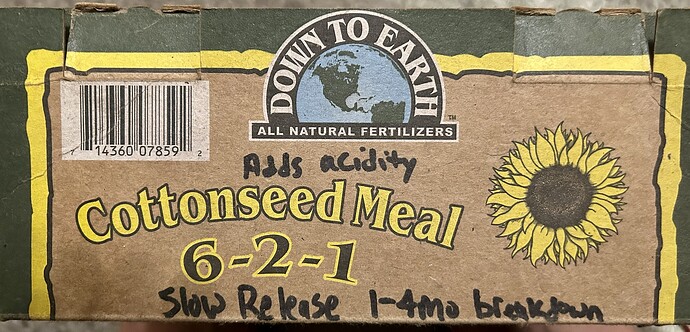 DOWN TO EARTH
ALL NATURAL FERTILIZERS
™
7 14360 07859 2
Adds acidity
Cottonseed Meal
6-2-1
Slow Release 1-4mo breakdown